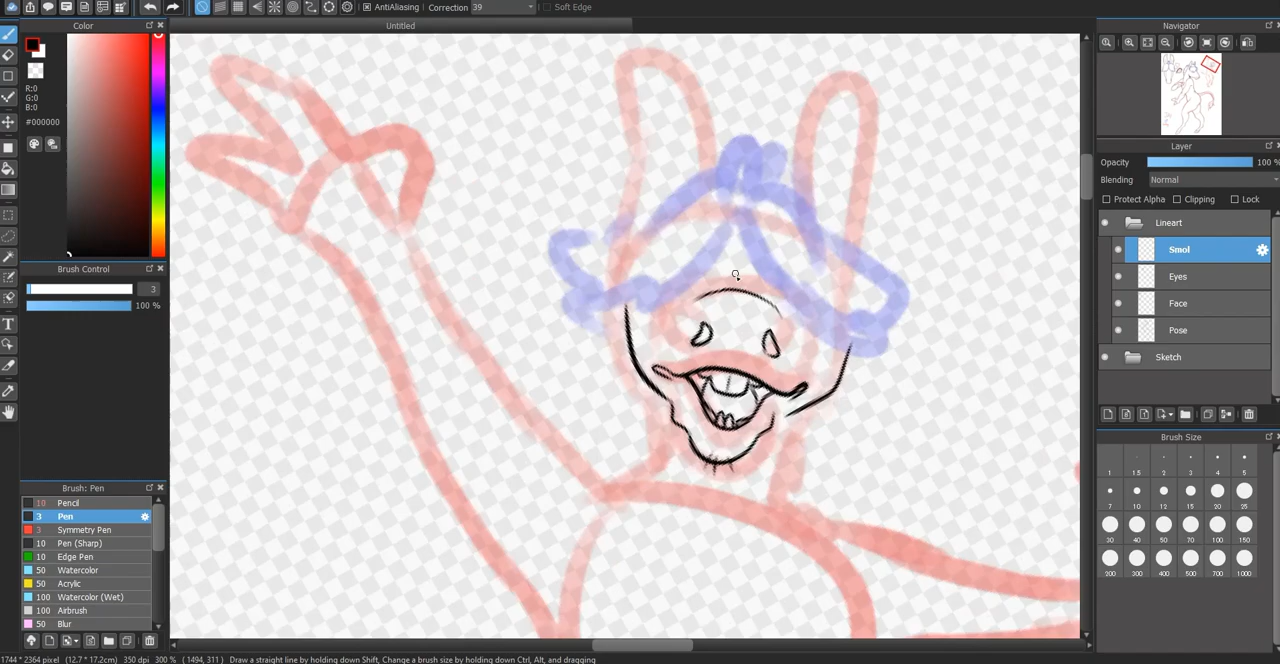 AntiAliasing Correction 39 Soft Edge
Color
Untitled
Navigator
R:0
G:0
B:0
#000000
Layer
Opacity 100 %
Blending Normal
Protect Alpha Clipping Lock
Lineart
Smol
Eyes
Face
Pose
Sketch
Brush Control
3
100 %
Brush Size
1 1.5 2 3 4 5
7 10 12 15 20 25
30 40 50 70 100 150
200 300 400 500 700 1000
Brush: Pen
10 Pencil
3 Pen
3 Symmetry Pen
10 Pen (Sharp)
10 Edge Pen
50 Watercolor
50 Acrylic
100 Watercolor (Wet)
100 Airbrush
50 Blur
1744 * 2364 pixel (12.7 * 17.2cm) 350 dpi 300 % ( 1494, 311 ) Draw a straight line by holding down Shift, Change a brush size by holding down Ctrl, Alt, and dragging